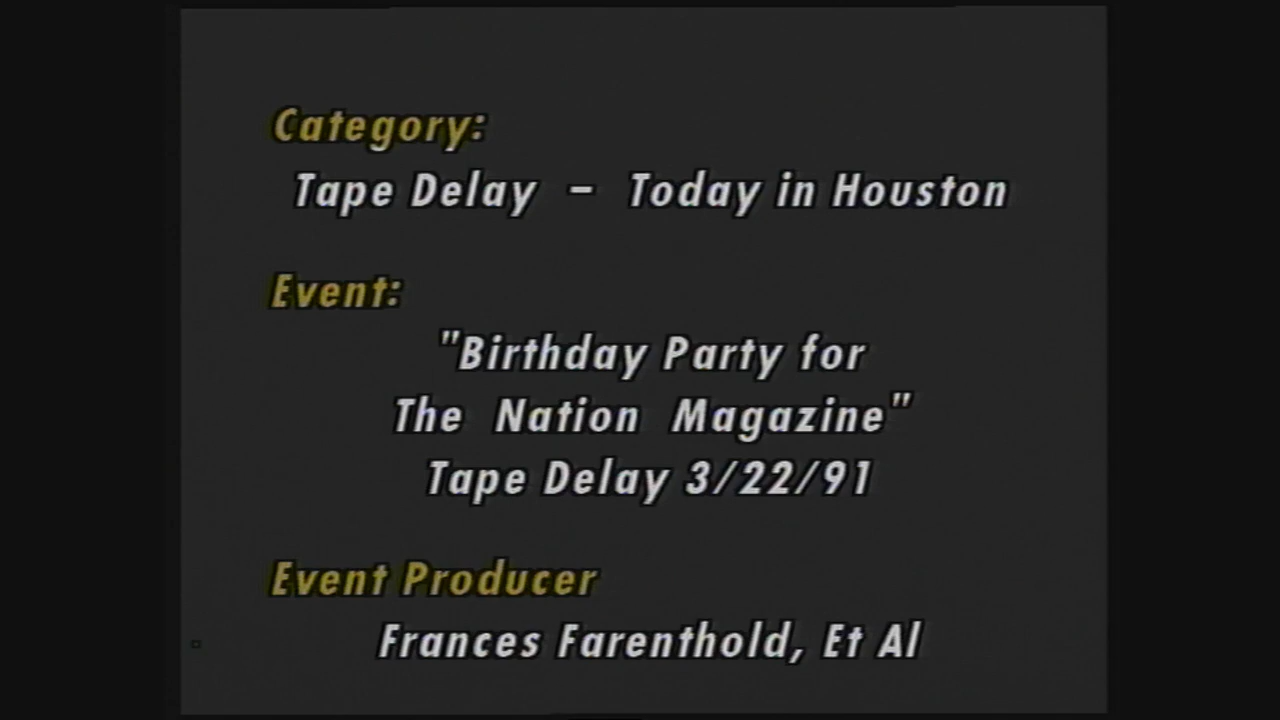 Category:
Tape Delay – Today in Houston
Event:
"Birthday Party for
The Nation Magazine"
Tape Delay 3/22/91
Event Producer
Frances Farenthold, Et Al